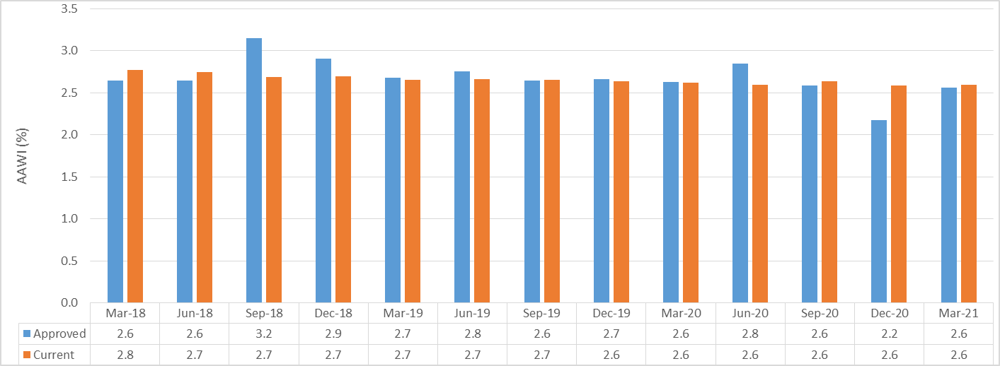 3.5
3.0
2.5
2.0
1.5
1.0
0.5
0.0
AAWI (%)
Mar-18 Jun-18 Sep-18 Dec-18 Mar-19 Jun-19 Sep-19 Dec-19 Mar-20 Jun-20 Sep-20 Dec-20 Mar-21
Approved 2.6 2.6 3.2 2.9 2.7 2.8 2.6 2.7 2.6 2.8 2.6 2.2 2.6
Current 2.8 2.7 2.7 2.7 2.7 2.7 2.7 2.6 2.6 2.6 2.6 2.6 2.6